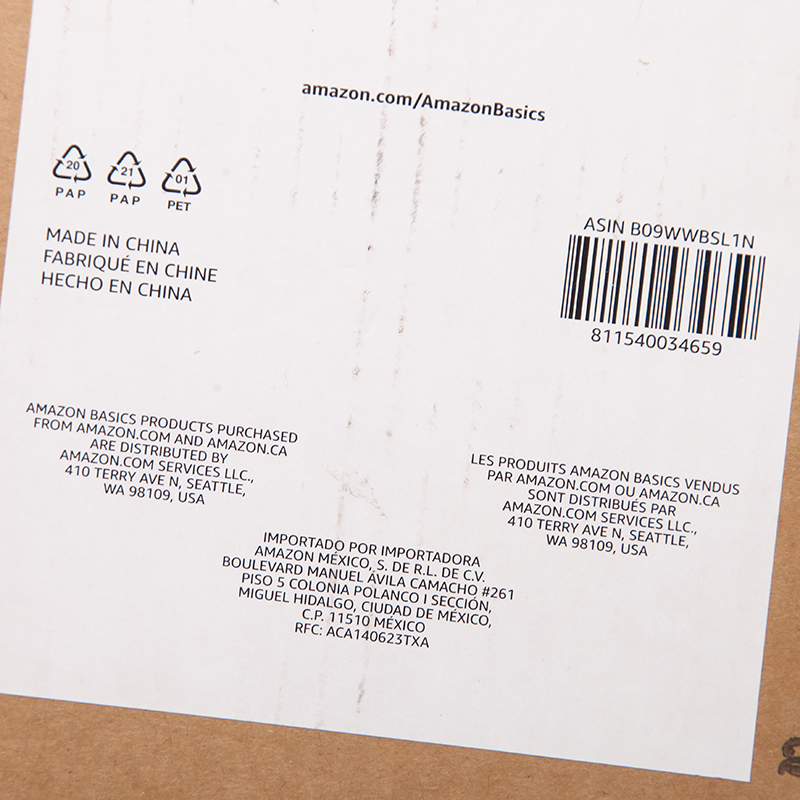 amazon.com/AmazonBasics
20 21 01
PAP PAP PET
MADE IN CHINA
FABRIQUÉ EN CHINE
HECHO EN CHINA
ASIN B09WWBSL1N
811540034659
AMAZON BASICS PRODUCTS PURCHASED
FROM AMAZON.COM AND AMAZON.CA
ARE DISTRIBUTED BY
AMAZON.COM SERVICES LLC.,
410 TERRY AVE N, SEATTLE,
WA 98109, USA
LES PRODUITS AMAZON BASICS VENDUS
PAR AMAZON.COM OU AMAZON.CA
SONT DISTRIBUÉS PAR
AMAZON.COM SERVICES LLC.,
410 TERRY AVE N, SEATTLE,
WA 98109, USA
IMPORTADO POR IMPORTADORA
AMAZON MÉXICO, S. DE R.L. DE C.V.
BOULEVARD MANUEL ÁVILA CAMACHO #261
PISO 5 COLONIA POLANCO I SECCIÓN,
MIGUEL HIDALGO, CIUDAD DE MÉXICO,
C.P. 11510 MÉXICO
RFC: ACA140623TXA